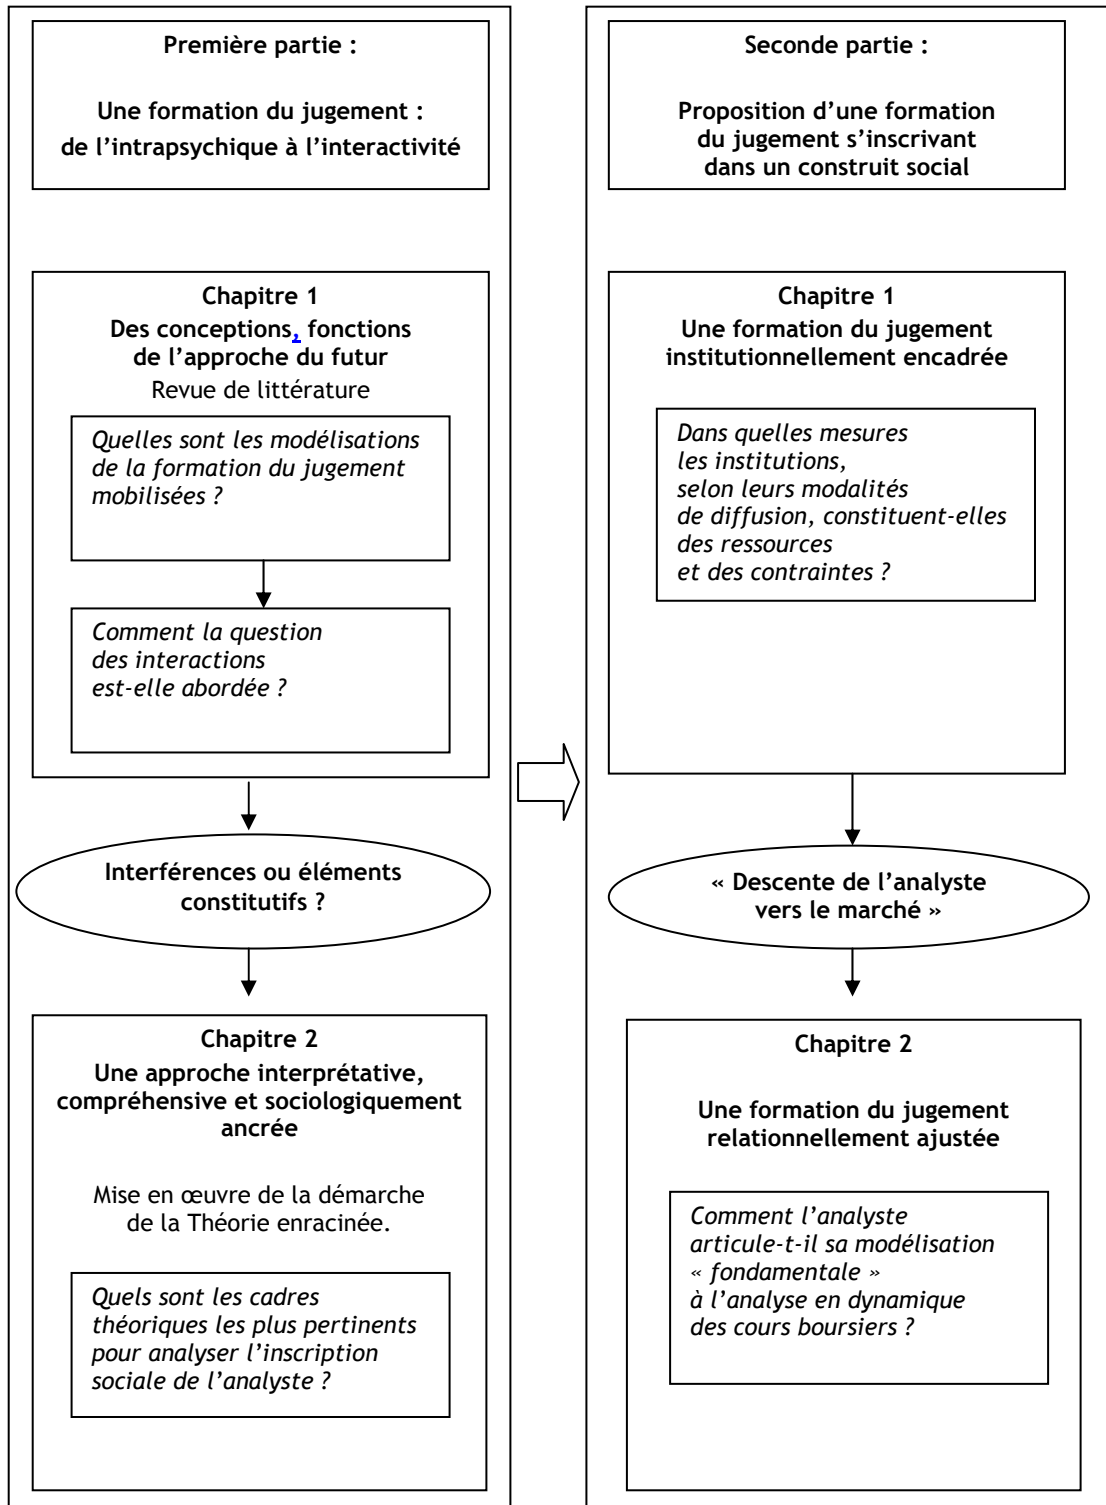 Première partie :
Une formation du jugement :
de l’intrapsychique à l’interactivité
Chapitre 1
Des conceptions, fonctions
de l’approche du futur
Revue de littérature
Quelles sont les modélisations
de la formation du jugement
mobilisées ?
Comment la question
des interactions
est-elle abordée ?
Interférences ou éléments
constitutifs ?
Chapitre 2
Une approche interprétative,
compréhensive et sociologiquement
ancrée
Mise en œuvre de la démarche
de la Théorie enracinée.
Quels sont les cadres
théoriques les plus pertinents
pour analyser l’inscription
sociale de l’analyste ?
Seconde partie :
Proposition d’une formation
du jugement s’inscrivant
dans un construit social
Chapitre 1
Une formation du jugement
institutionnellement encadrée
Dans quelles mesures
les institutions,
selon leurs modalités
de diffusion, constituent-elles
des ressources
et des contraintes ?
« Descente de l’analyste
vers le marché »
Chapitre 2
Une formation du jugement
relationnellement ajustée
Comment l’analyste
articule-t-il sa modélisation
« fondamentale »
à l’analyse en dynamique
des cours boursiers ?